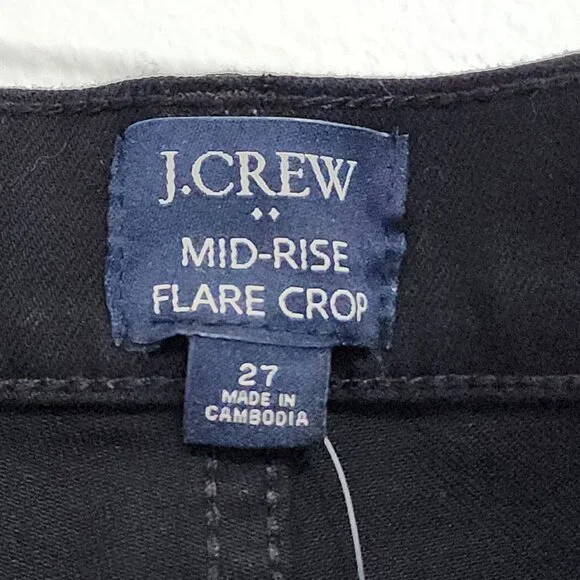 J.CREW
MID-RISE
FLARE CROP
27
MADE IN
CAMBODIA